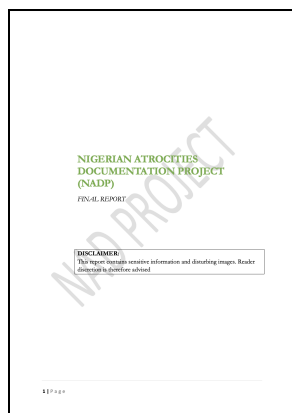 NIGERIAN ATROCITIES
DOCUMENTATION PROJECT
(NADP)
FINAL REPORT
DISCLAIMER:
This report contains sensitive information and disturbing images. Reader
discretion is therefore advised
NAD PROJECT
1 | Page